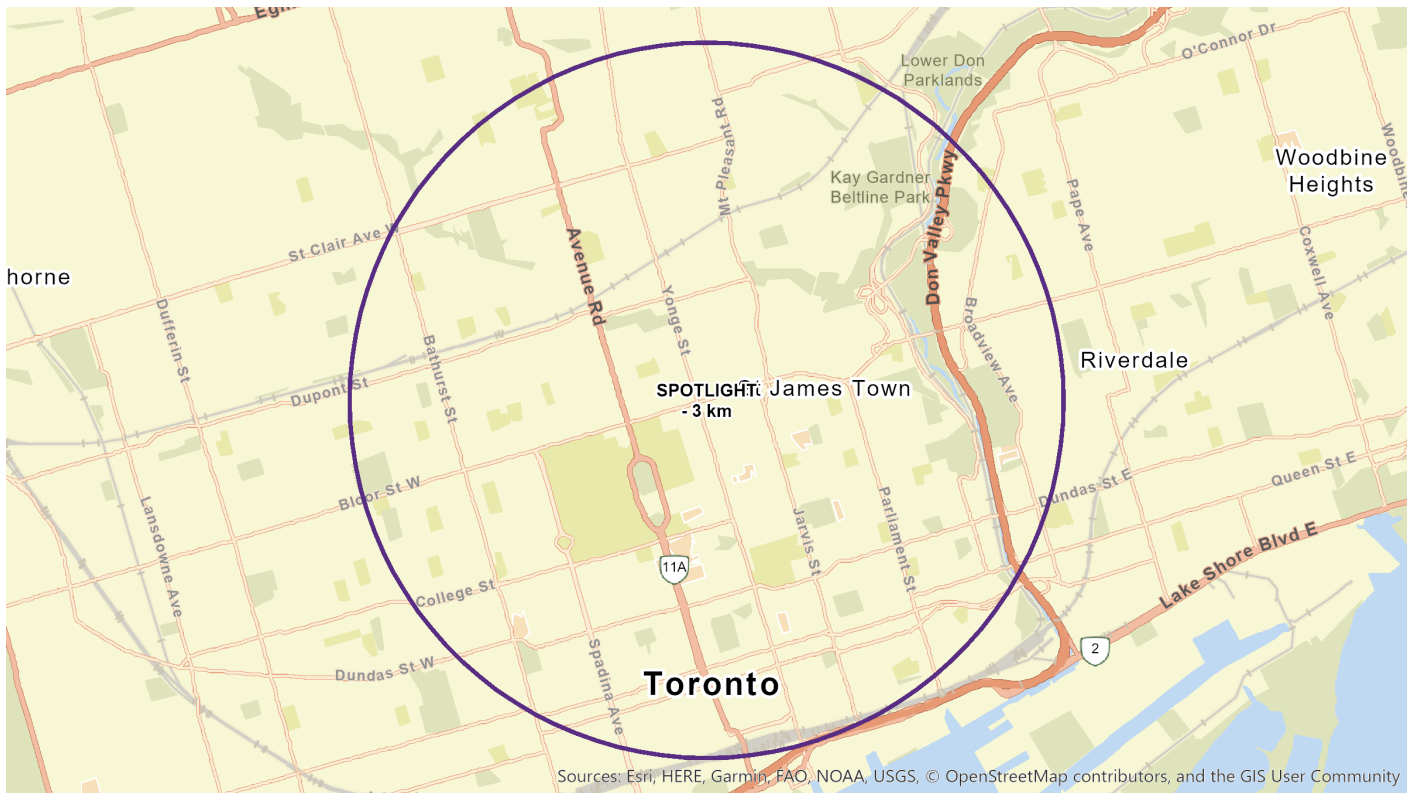 Egl
O'Connor Dr
Lower Don
Parklands
Mt Pleasant Rd
Woodbine
Woodbine
Heights
Kay Gardner
Beltline Park
Don Valley Pkwy
Pape Ave
St Clair Ave W
Avenue Rd
Coxwell Ave
horne
Dufferin St
Yonge St
Broadview Ave
Bathurst St
Riverdale
Dupont St
SPOTLIGHT
- 3 km
St James Town
Bloor St W
Lansdowne Ave
Jarvis St
Parliament St
Dundas St E
Queen St E
11A
College St
Lake Shore Blvd E
Spadina Ave
2
Dundas St W
Toronto
Sources: Esri, HERE, Garmin, FAO, NOAA, USGS, © OpenStreetMap contributors, and the GIS User Community